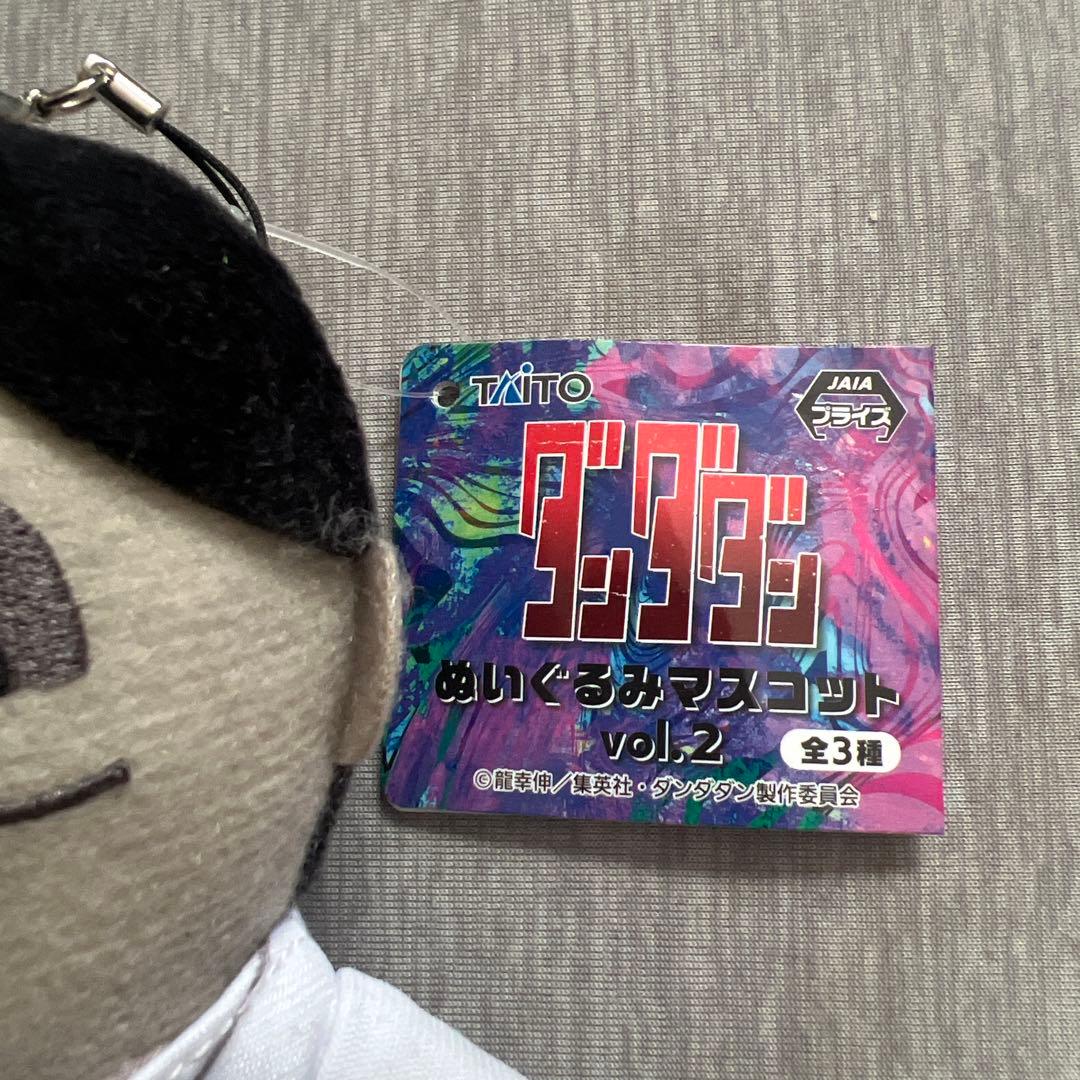 TAITO
JAIA
プライズ
ダンダダン
ぬいぐるみマスコット
vol.2
全3種
©龍幸伸/集英社・ダンダダン製作委員会